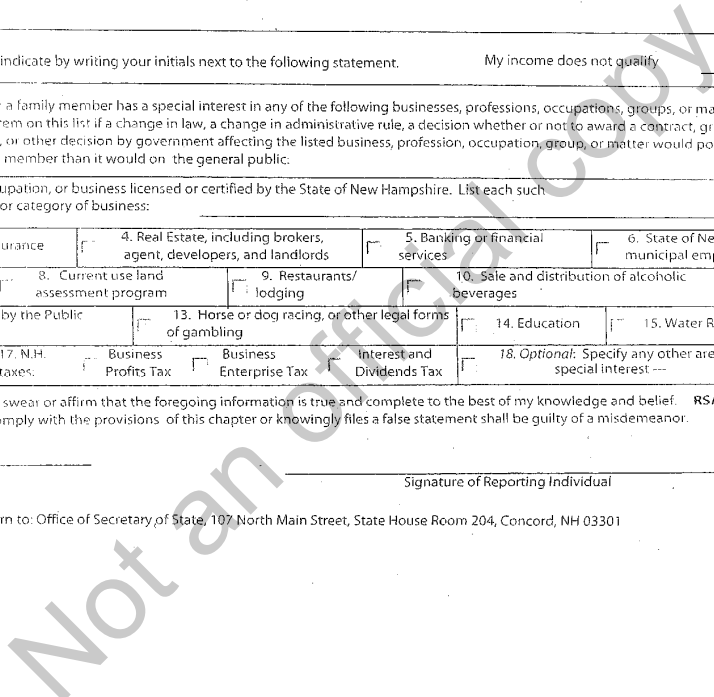 indicate by writing your initials next to the following statement. My income does not qualify
a family member has a special interest in any of the following businesses, professions, occupations, groups, or ma
em on this list if a change in law, a change in administrative rule, a decision whether or not to award a contract, gr
, or other decision by government affecting the listed business, profession, occupation, group, or matter would po
member than it would on the general public:
upation, or business licensed or certified by the State of New Hampshire. List each such
or category of business:
urance 4. Real Estate, including brokers, agent, developers, and landlords 5. Banking or financial services 6. State of Ne municipal emp
8. Current use land assessment program 9. Restaurants/ lodging 10. Sale and distribution of alcoholic beverages
by the Public 13. Horse or dog racing, or other legal forms of gambling 14. Education 15. Water R
17. N.H. taxes: Business Profits Tax Business Enterprise Tax Interest and Dividends Tax 18. Optional: Specify any other are special interest ---
swear or affirm that the foregoing information is true and complete to the best of my knowledge and belief. RSA
mply with the provisions of this chapter or knowingly files a false statement shall be guilty of a misdemeanor.
Signature of Reporting Individual
rn to: Office of Secretary of State, 107 North Main Street, State House Room 204, Concord, NH 03301
Not an official copy